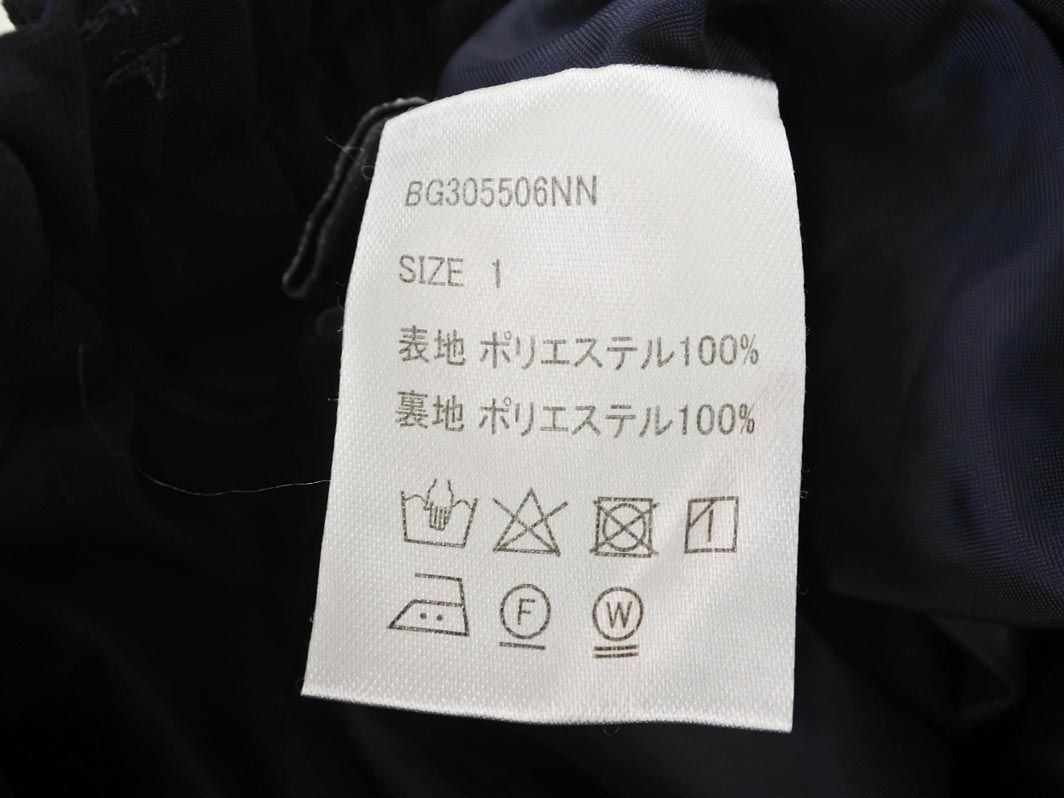 BG305506NN
SIZE 1
表地 ポリエステル100%
裏地 ポリエステル100%
F W